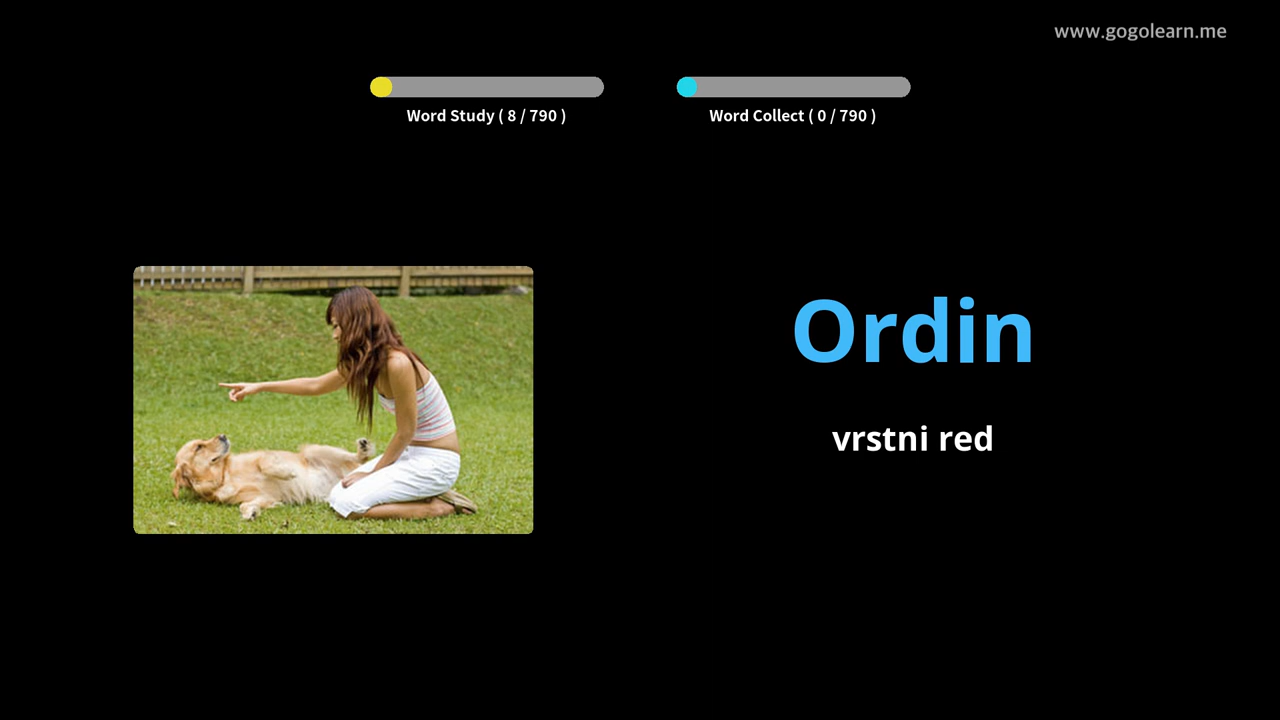 www.gogolearn.me
Word Study ( 8 / 790 )
Word Collect ( 0 / 790 )
Ordin
vrstni red